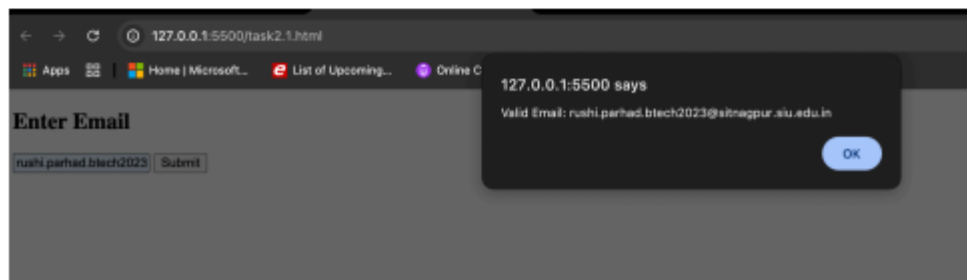 127.0.0.1:5500/task2.1.html
Apps Home | Microsoft... List of Upcoming... Online C
127.0.0.1:5500 says
Valid Email: rushi.parhad.btech2023@sitnagpur.siu.edu.in
OK
Enter Email
rushi.parhad.btech2023 Submit